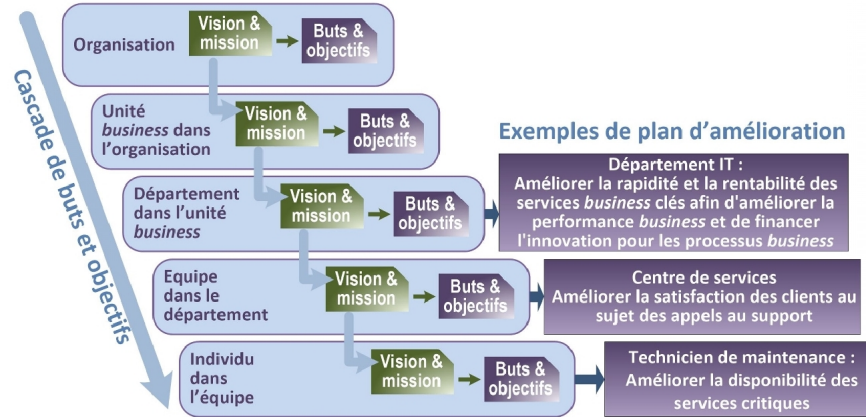 Cascade de buts et objectifs
Organisation
Vision &
mission
Buts &
objectifs
Unité
business dans
l'organisation
Vision &
mission
Buts &
objectifs
Exemples de plan d'amélioration
Département
dans l'unité
business
Vision &
mission
Buts &
objectifs
Département IT :
Améliorer la rapidité et la rentabilité des
services business clés afin d'améliorer la
performance business et de financer
l'innovation pour les processus business
Equipe
dans le
département
Vision &
mission
Buts &
objectifs
Centre de services
Améliorer la satisfaction des clients au
sujet des appels au support
Individu
dans
l'équipe
Vision &
mission
Buts &
objectifs
Technicien de maintenance :
Améliorer la disponibilité des
services critiques